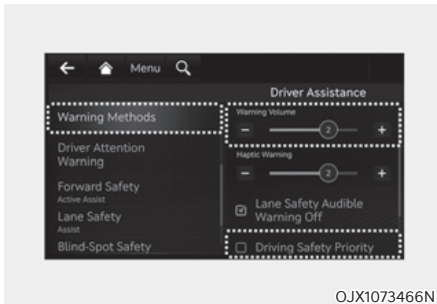 Menu
Driver Assistance
Warning Methods
Warning Volume
2
Driver Attention
Warning
Haptic Warning
2
Forward Safety
Active Assist
Lane Safety Audible
Warning Off
Lane Safety
Assist
Blind-Spot Safety
Driving Safety Priority
OJX1073466N